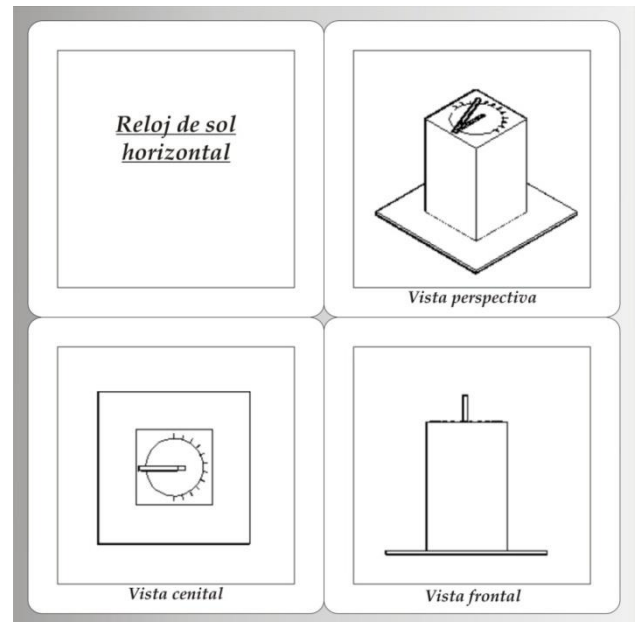 Reloj de sol
horizontal
Vista perspectiva
Vista cenital
Vista frontal